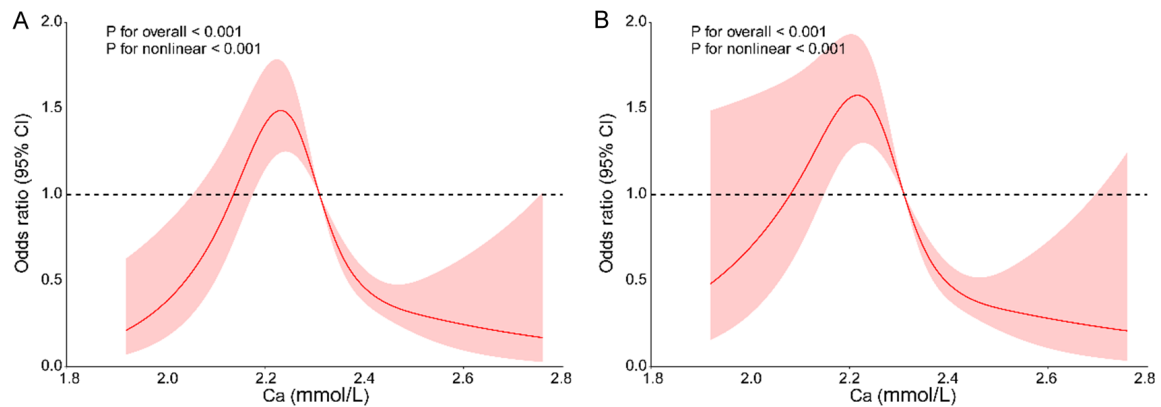 A
P for overall < 0.001
P for nonlinear < 0.001
Odds ratio (95% CI)
2.0
1.5
1.0
0.5
0.0
1.8 2.0 2.2 2.4 2.6 2.8
Ca (mmol/L)
B
P for overall < 0.001
P for nonlinear < 0.001
Odds ratio (95% CI)
2.0
1.5
1.0
0.5
0.0
1.8 2.0 2.2 2.4 2.6 2.8
Ca (mmol/L)